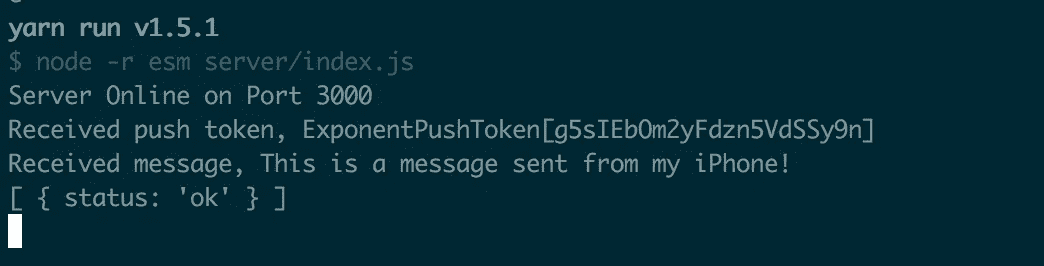 yarn run v1.5.1
$ node -r esm server/index.js
Server Online on Port 3000
Received push token, ExponentPushToken[g5sIEbOm2yFdzn5VdSSy9n]
Received message, This is a message sent from my iPhone!
[ { status: 'ok' } ]